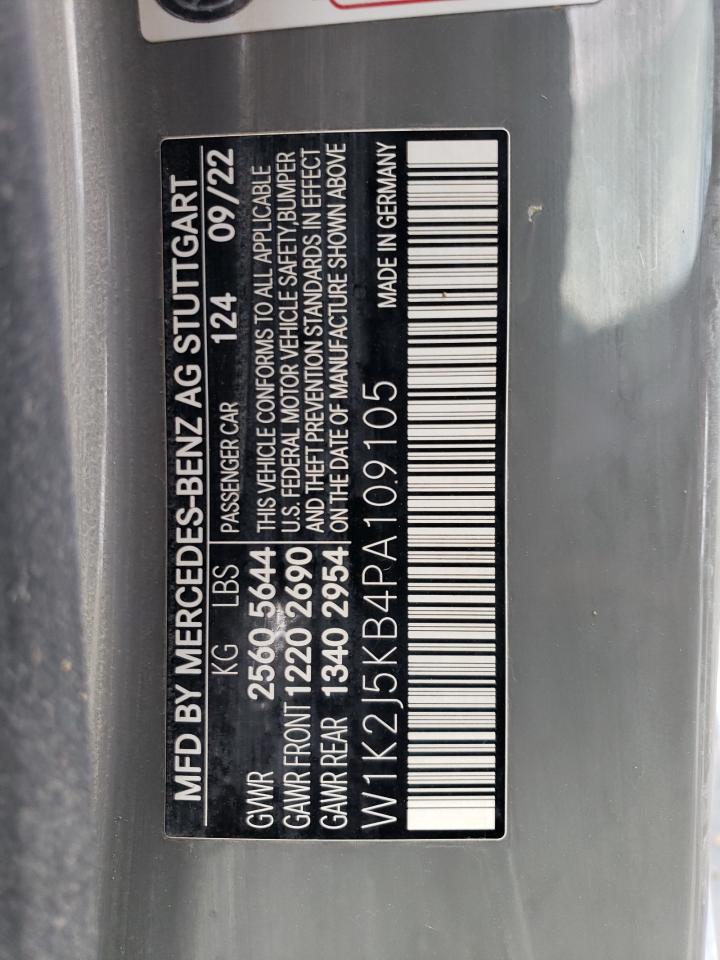 MFD BY MERCEDES-BENZ AG STUTTGART
KG LBS PASSENGER CAR 124 09/22
GVWR 2560 5644 THIS VEHICLE CONFORMS TO ALL APPLICABLE
GAWR FRONT 1220 2690 U.S. FEDERAL MOTOR VEHICLE SAFETY,BUMPER
AND THEFT PREVENTION STANDARDS IN EFFECT
GAWR REAR 1340 2954 ON THE DATE OF MANUFACTURE SHOWN ABOVE
W1K2J5KB4PA109105 MADE IN GERMANY